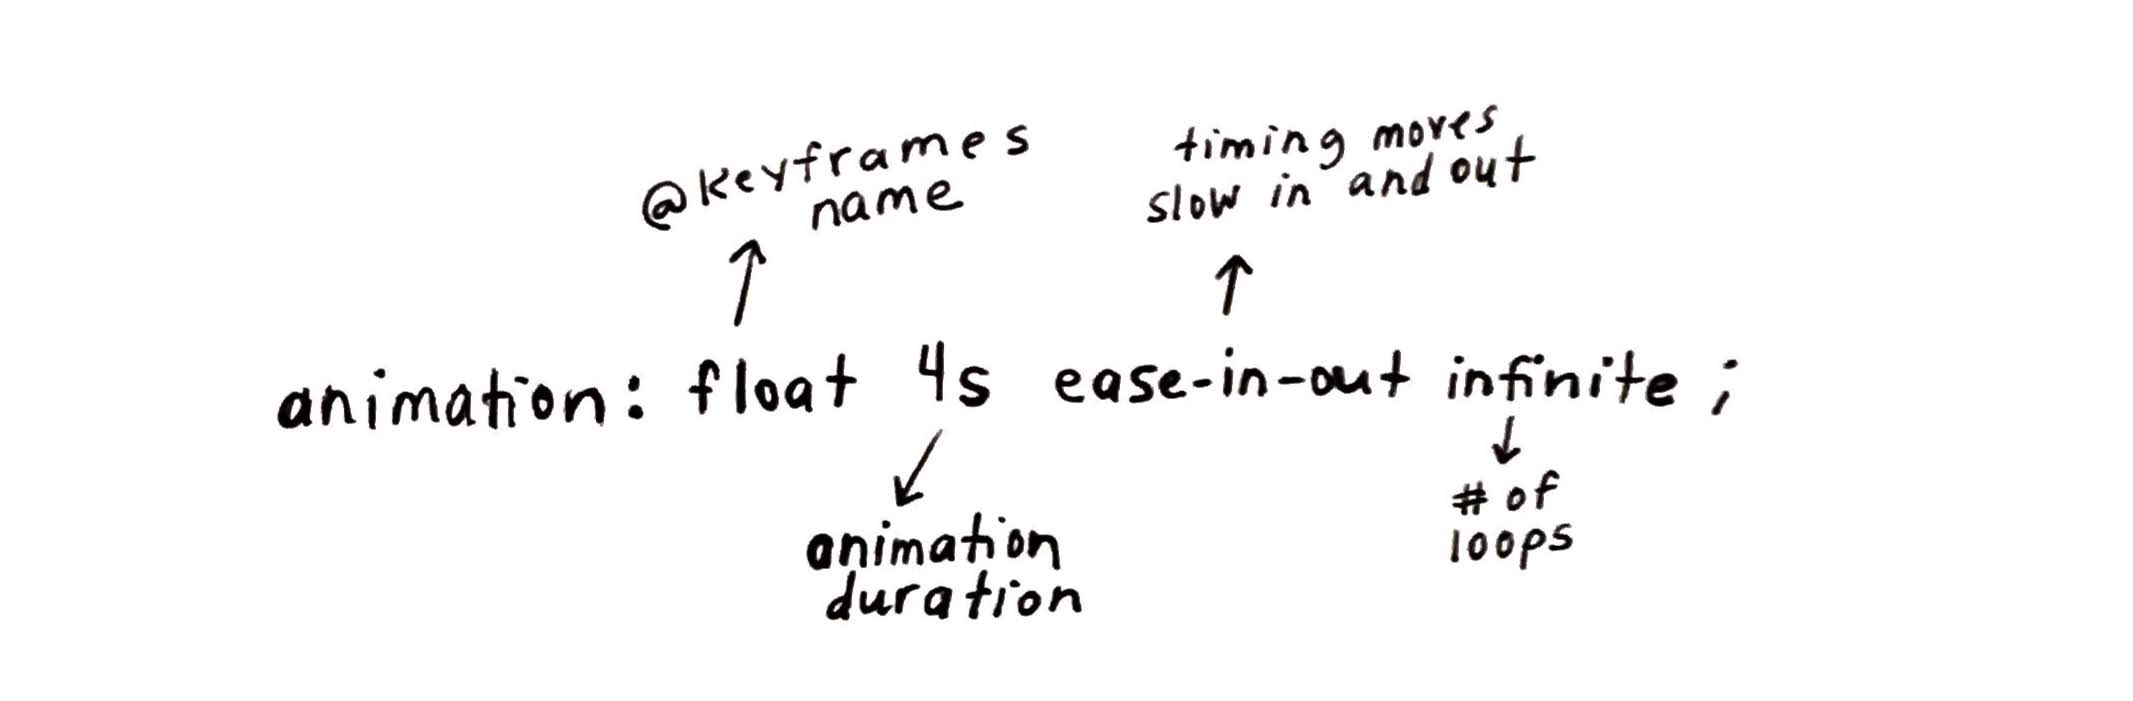 @keyframes
name
timing moves
slow in and out
animation: float 4s ease-in-out infinite;
animation
duration
# of
loops